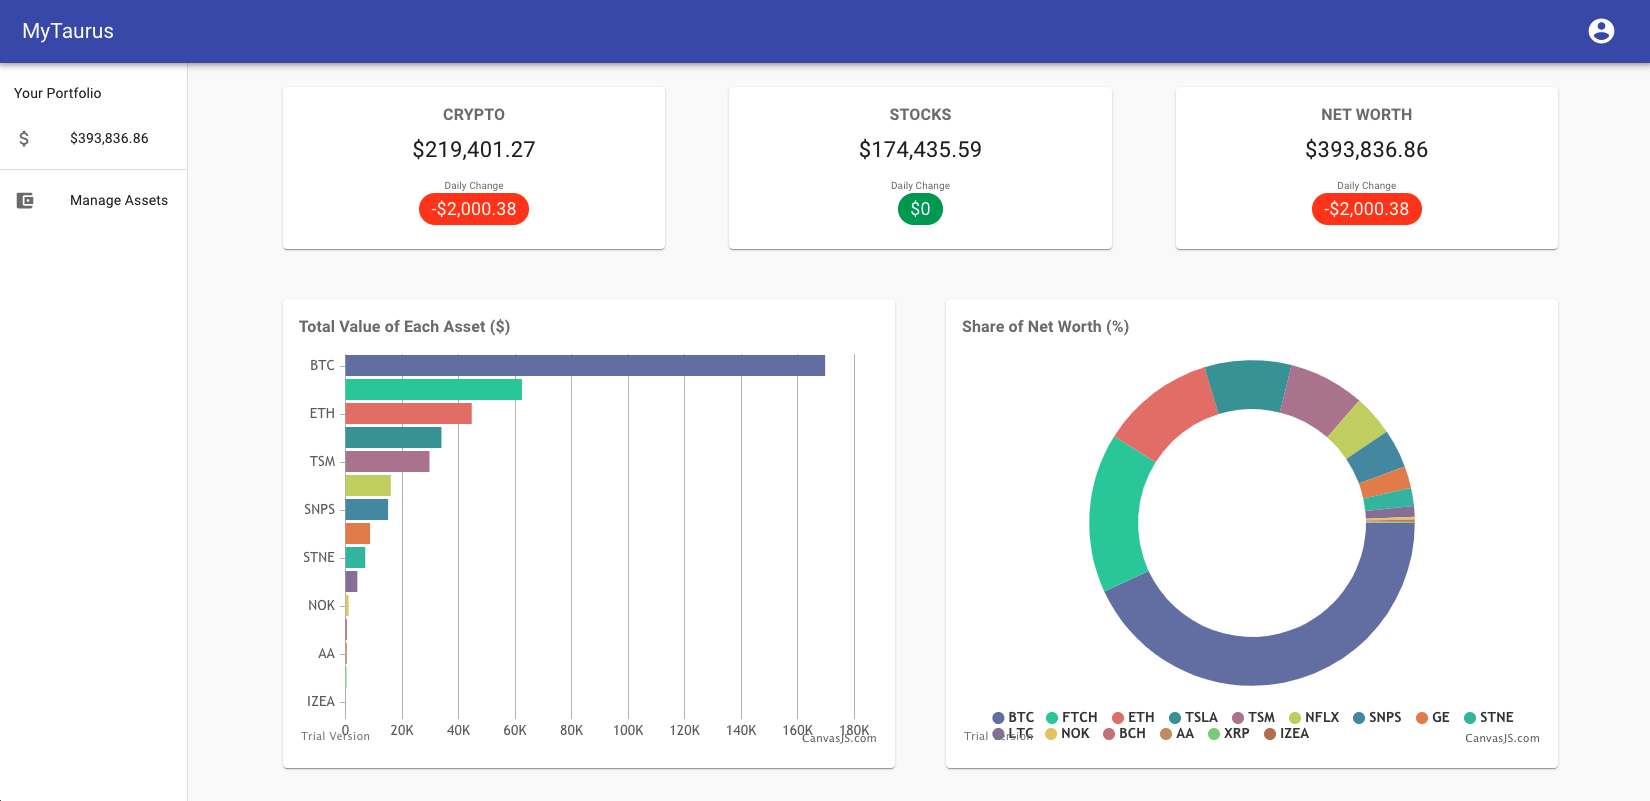 MyTaurus
Your Portfolio
$393,836.86
Manage Assets
CRYPTO
$219,401.27
Daily Change
-$2,000.38
STOCKS
$174,435.59
Daily Change
$0
NET WORTH
$393,836.86
Daily Change
-$2,000.38
Total Value of Each Asset ($)
BTC
ETH
TSM
SNPS
STNE
NOK
AA
IZEA
0 20K 40K 60K 80K 100K 120K 140K 160K 180K
Trial Version
CanvasJS.com
Share of Net Worth (%)
BTC FTCH ETH TSLA TSM NFLX SNPS GE STNE
LTC NOK BCH AA XRP IZEA
Trial Version
CanvasJS.com